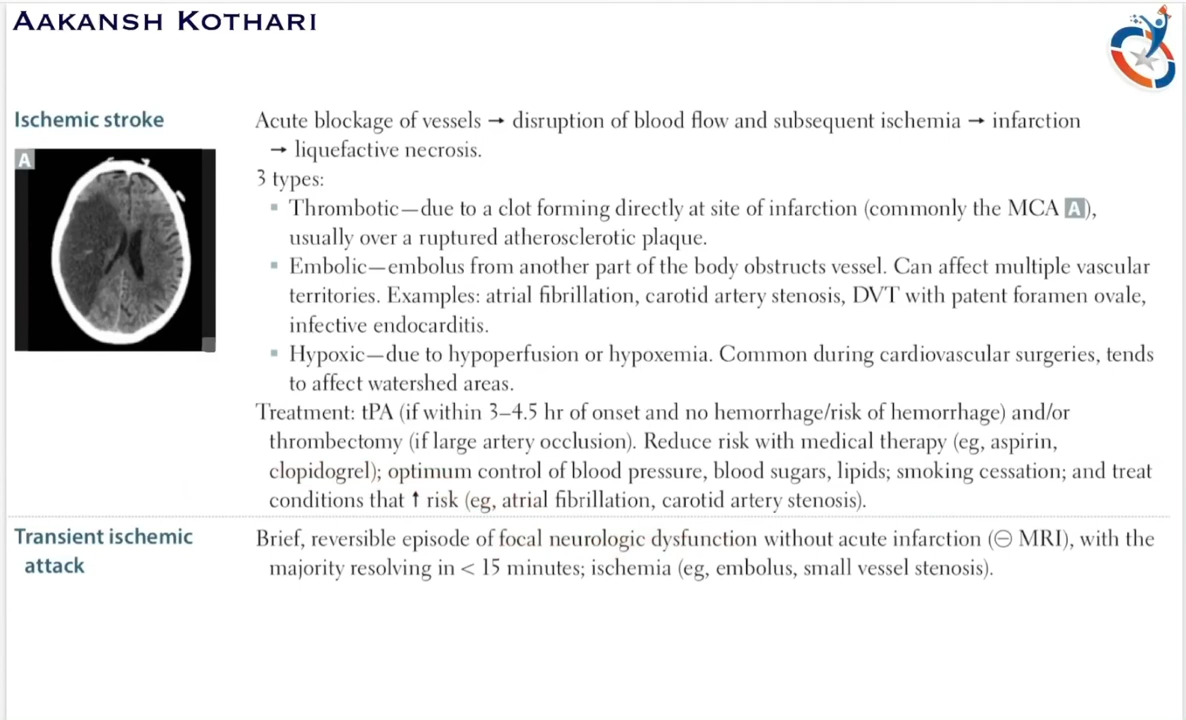 AAKANSH KOTHARI
Ischemic stroke
A
Acute blockage of vessels → disruption of blood flow and subsequent ischemia → infarction
→ liquefactive necrosis.
3 types:
▪ Thrombotic—due to a clot forming directly at site of infarction (commonly the MCA A),
usually over a ruptured atherosclerotic plaque.
▪ Embolic—embolus from another part of the body obstructs vessel. Can affect multiple vascular
territories. Examples: atrial fibrillation, carotid artery stenosis, DVT with patent foramen ovale,
infective endocarditis.
▪ Hypoxic—due to hypoperfusion or hypoxemia. Common during cardiovascular surgeries, tends
to affect watershed areas.
Treatment: tPA (if within 3–4.5 hr of onset and no hemorrhage/risk of hemorrhage) and/or
thrombectomy (if large artery occlusion). Reduce risk with medical therapy (eg, aspirin,
clopidogrel); optimum control of blood pressure, blood sugars, lipids; smoking cessation; and treat
conditions that ↑ risk (eg, atrial fibrillation, carotid artery stenosis).
Transient ischemic
attack
Brief, reversible episode of focal neurologic dysfunction without acute infarction (⊖ MRI), with the
majority resolving in < 15 minutes; ischemia (eg, embolus, small vessel stenosis).